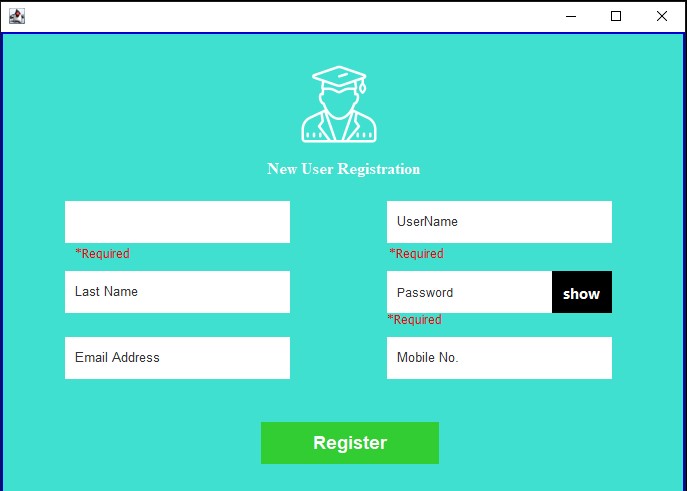 New User Registration
UserName
*Required
*Required
Last Name
Password
show
*Required
Email Address
Mobile No.
Register